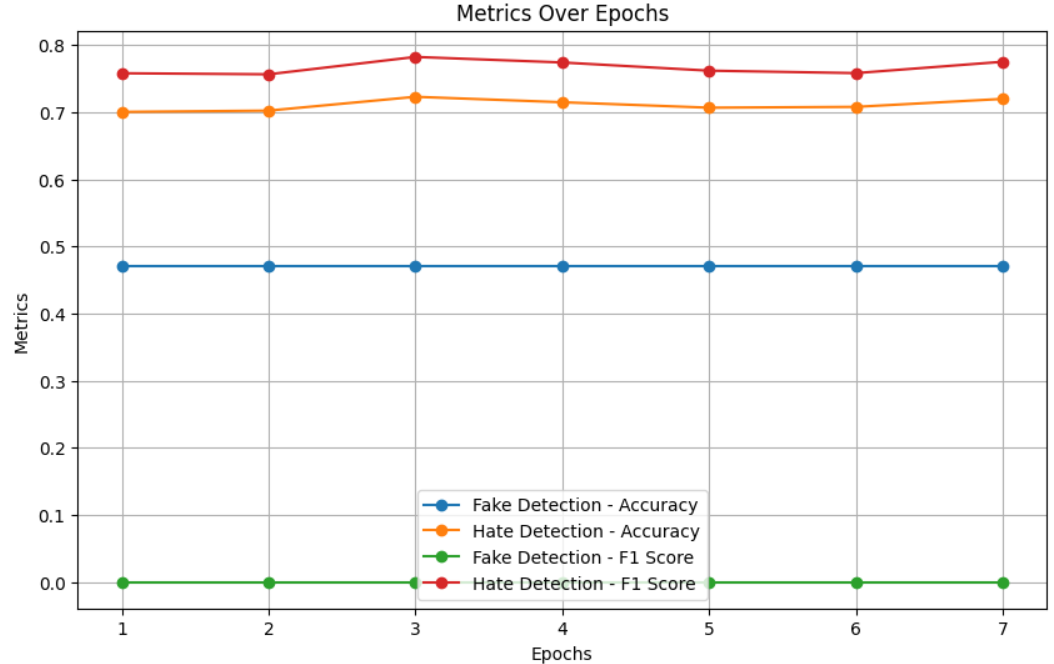 Metrics Over Epochs
0.8
0.7
0.6
0.5
0.4
0.3
0.2
0.1
0.0
Metrics
Fake Detection - Accuracy
Hate Detection - Accuracy
Fake Detection - F1 Score
Hate Detection - F1 Score
1 2 3 4 5 6 7
Epochs